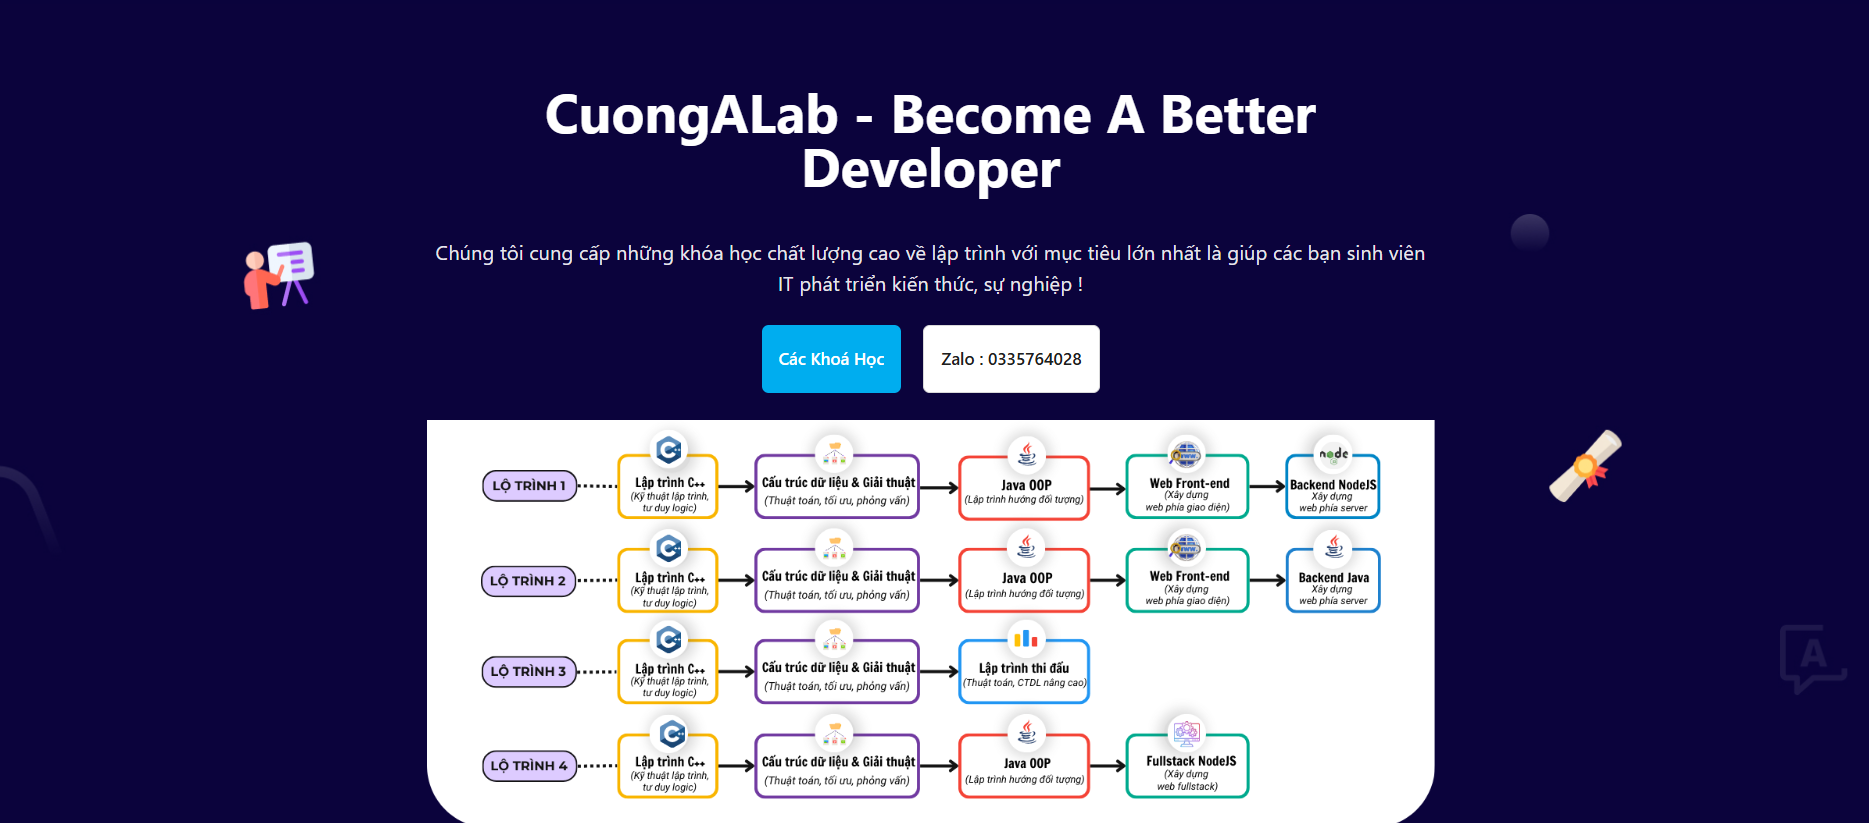 CuongALab - Become A Better
Developer
Chúng tôi cung cấp những khóa học chất lượng cao về lập trình với mục tiêu lớn nhất là giúp các bạn sinh viên
IT phát triển kiến thức, sự nghiệp !
Các Khoá Học
Zalo : 0335764028
LỘ TRÌNH 1
Lập trình C++
(Kỹ thuật lập trình,
tư duy logic)
Cấu trúc dữ liệu & Giải thuật
(Thuật toán, tối ưu, phỏng vấn)
Java OOP
(Lập trình hướng đối tượng)
WWW
Web Front-end
(Xây dựng
web phía giao diện)
node
Backend NodeJS
Xây dựng
web phía server
LỘ TRÌNH 2
Lập trình C++
(Kỹ thuật lập trình,
tư duy logic)
Cấu trúc dữ liệu & Giải thuật
(Thuật toán, tối ưu, phỏng vấn)
Java OOP
(Lập trình hướng đối tượng)
WWW
Web Front-end
(Xây dựng
web phía giao diện)
Backend Java
Xây dựng
web phía server
LỘ TRÌNH 3
Lập trình C++
(Kỹ thuật lập trình,
tư duy logic)
Cấu trúc dữ liệu & Giải thuật
(Thuật toán, tối ưu, phỏng vấn)
Lập trình thi đấu
(Thuật toán, CTDL nâng cao)
A
LỘ TRÌNH 4
Lập trình C++
(Kỹ thuật lập trình,
tư duy logic)
Cấu trúc dữ liệu & Giải thuật
(Thuật toán, tối ưu, phỏng vấn)
Java OOP
(Lập trình hướng đối tượng)
Fullstack NodeJS
(Xây dựng
web fullstack)